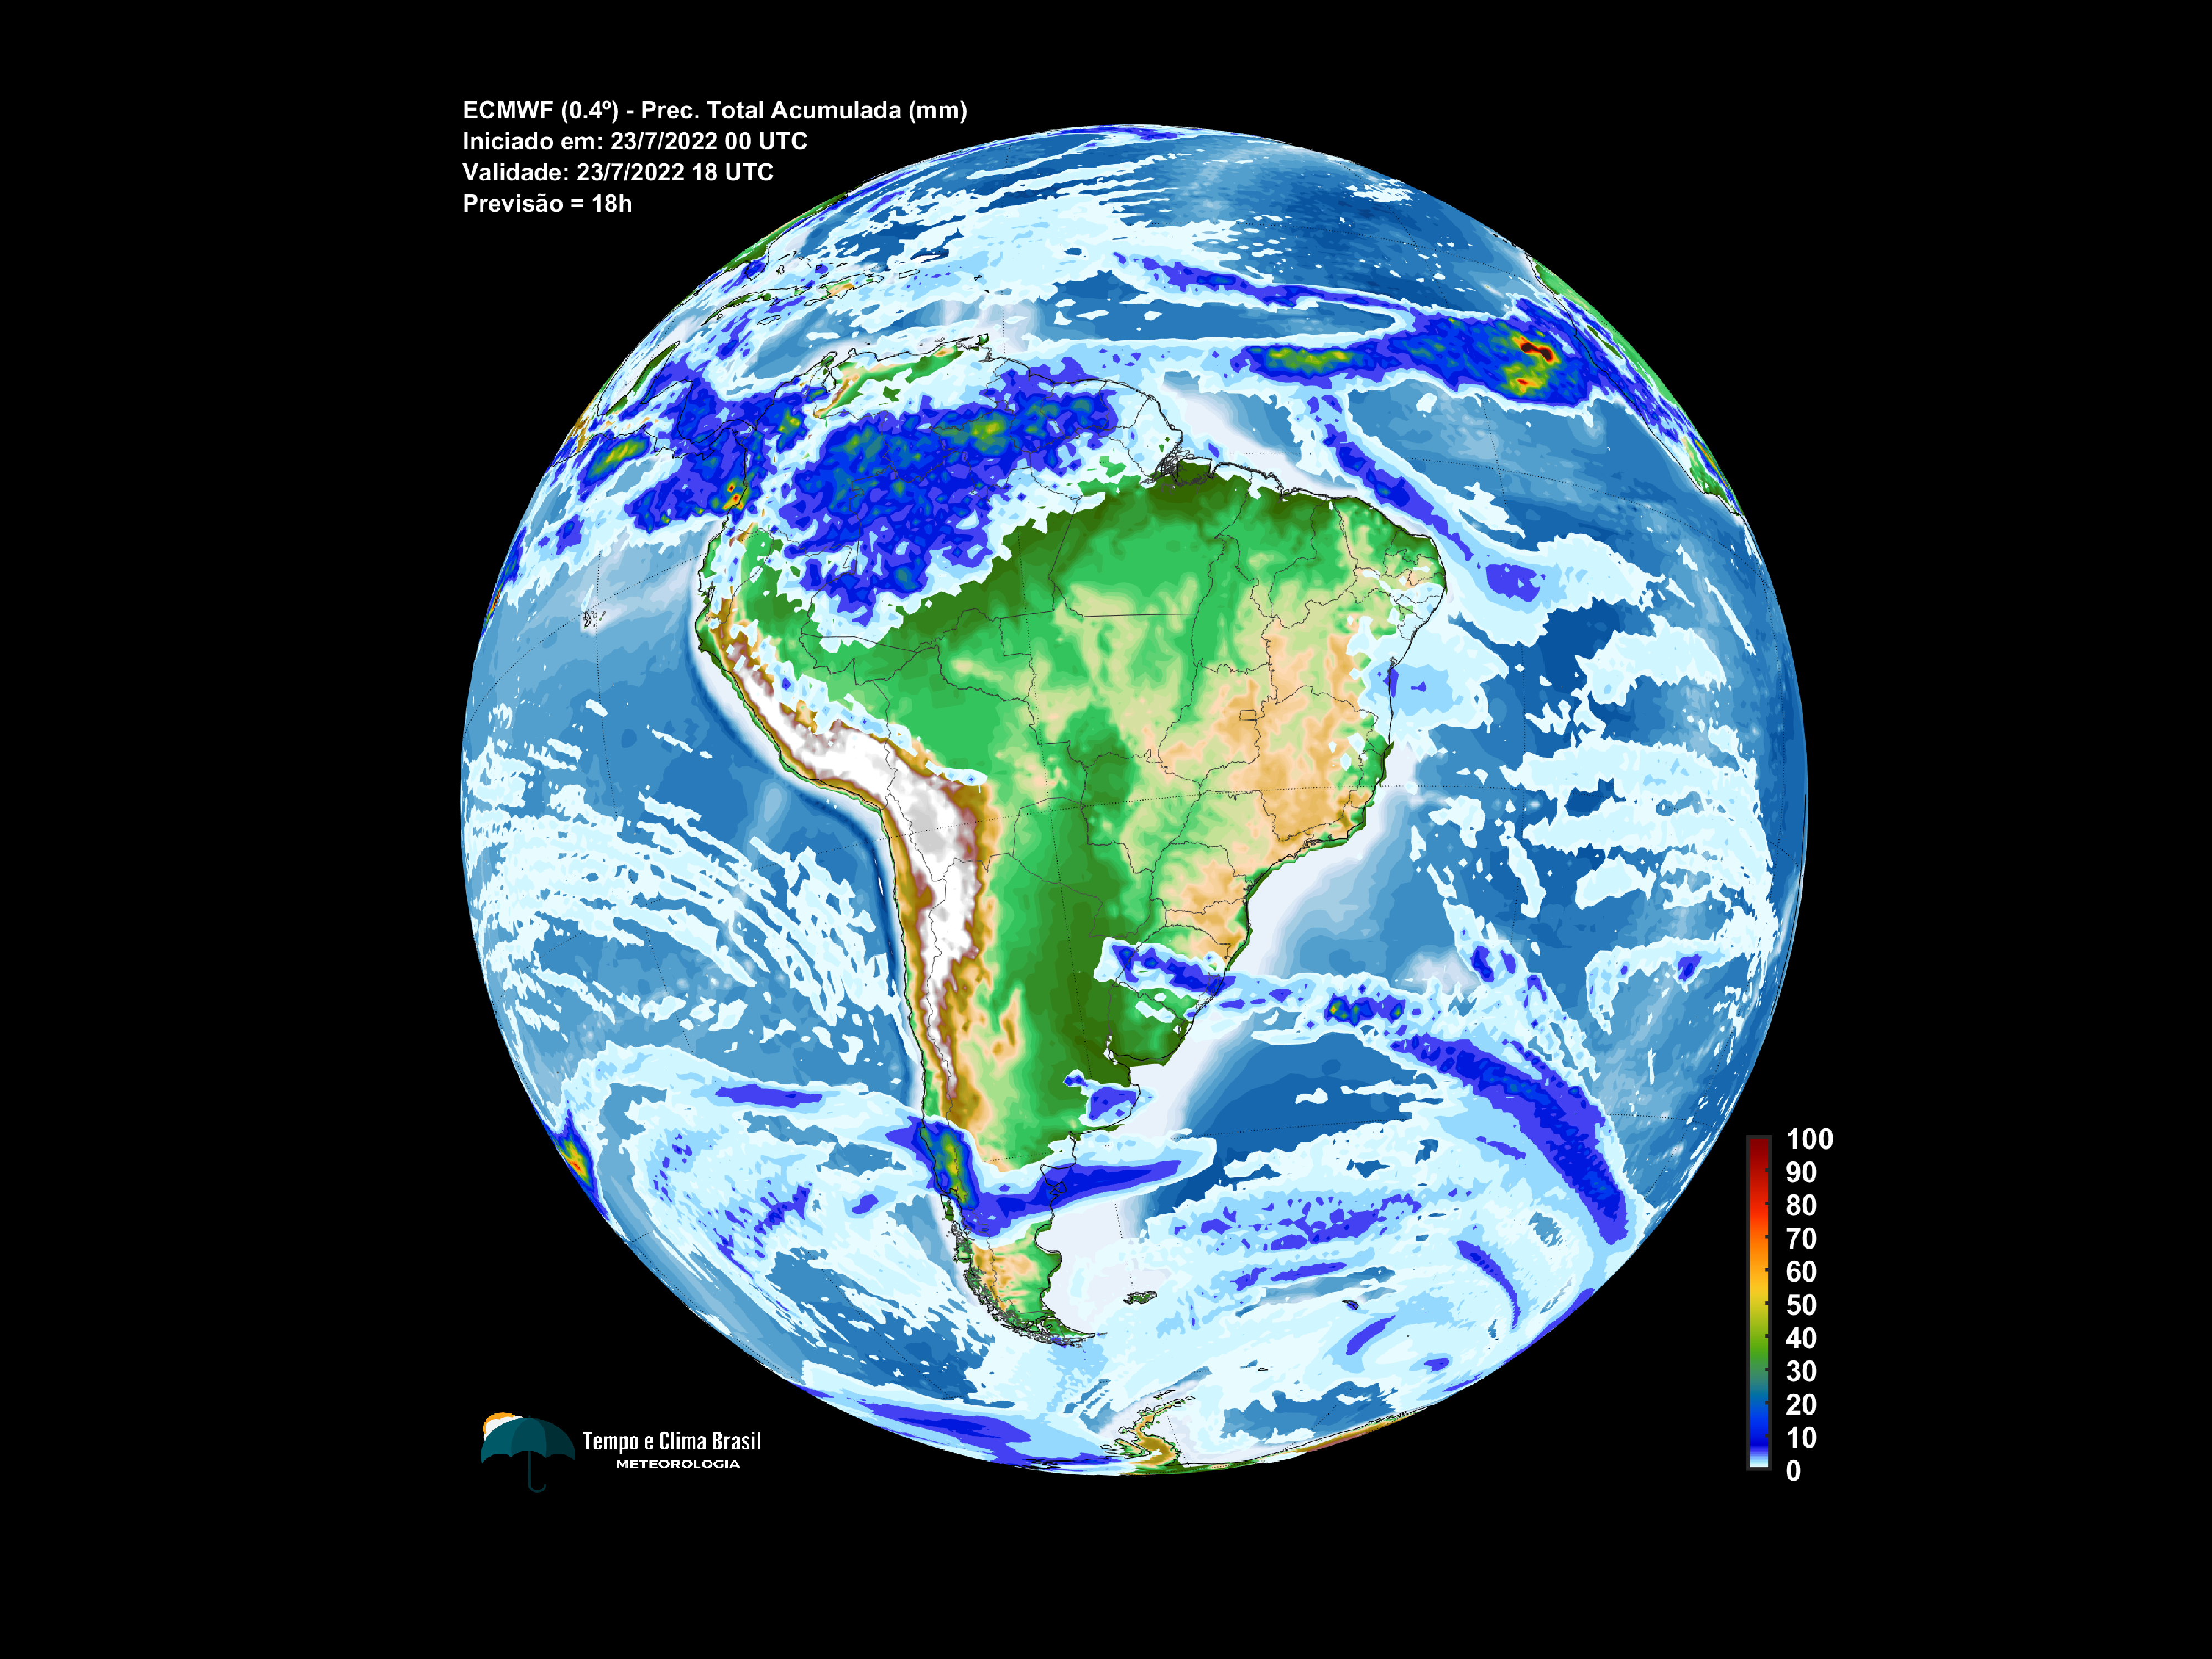 ECMWF (0.4º) - Prec. Total Acumulada (mm)
Iniciado em: 23/7/2022 00 UTC
Validade: 23/7/2022 18 UTC
Previsão = 18h
100
90
80
70
60
50
40
30
20
10
0
Tempo e Clima Brasil
METEOROLOGIA